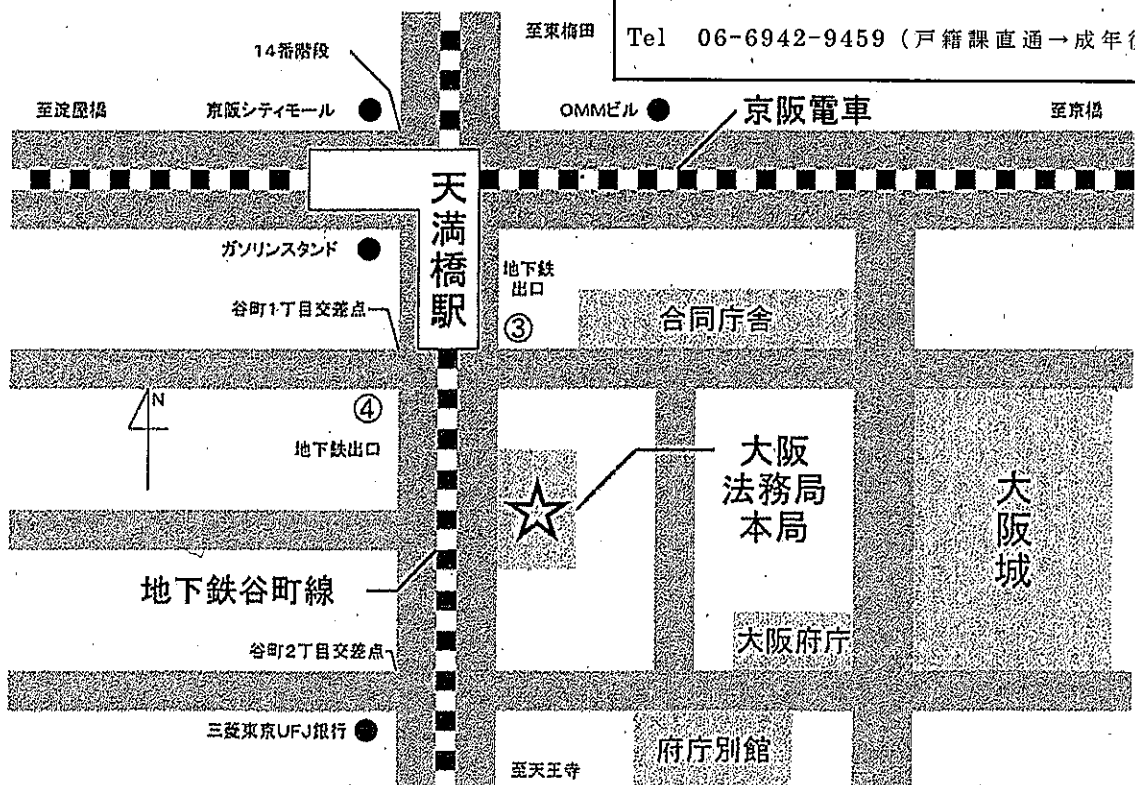 至東梅田
Tel 06-6942-9459（戸籍課直通→成年
14番階段
至淀屋橋
京阪シティモール
OMMビル
京阪電車
至京橋
天満橋駅
ガソリンスタンド
地下鉄
出口
③
合同庁舎
谷町1丁目交差点
N
④
地下鉄出口
大阪
法務局
本局
大阪城
地下鉄谷町線
大阪府庁
谷町2丁目交差点
三菱東京UFJ銀行
府庁別館
至天王寺